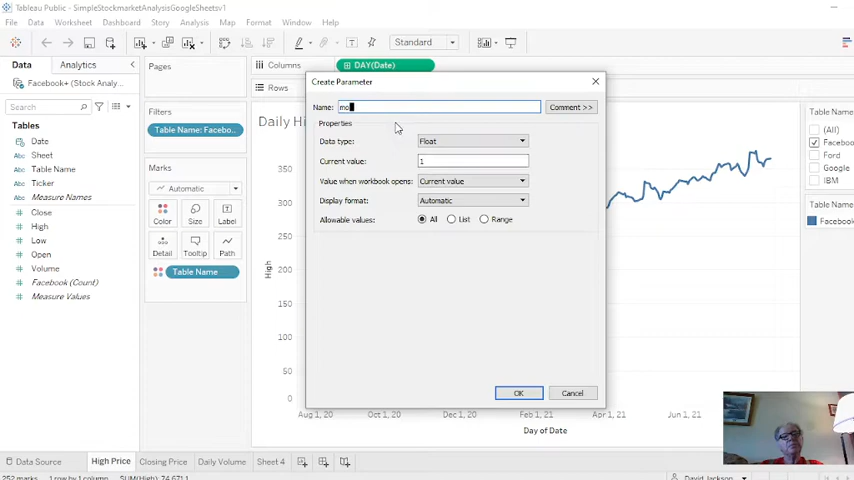 Tableau Public - SimpleStockmarketAnalysisGoogleSheetsv1
File Data Worksheet Dashboard Story Analysis Map Format Window Help
Standard
Data Analytics
Facebook+ (Stock Analy...
Search
Tables
Date
Sheet
Table Name
Ticker
Measure Names
Close
High
Low
Open
Volume
Facebook (Count)
Measure Values
Pages
Filters
Table Name: Facebo..
Marks
Automatic
Color Size Label
Detail Tooltip Path
Table Name
Columns DAY(Date)
Rows
Daily Hi
350
300
250
200
150
100
50
0
High
Aug 1, 20 Oct 1, 20 Dec 1, 20 Feb 1, 21 Apr 1, 21 Jun 1, 21
Day of Date
Create Parameter
Name: mo
Comment >>
Properties
Data type: Float
Current value: 1
Value when workbook opens: Current value
Display format: Automatic
Allowable values: All List Range
OK Cancel
Table Name
(All)
Facebo
Ford
Google
IBM
Table Name
Facebo
Data Source High Price Closing Price Daily Volume Sheet 4
252 marks 1 row by 1 column SUM(High): 74,671.1
David Jackson